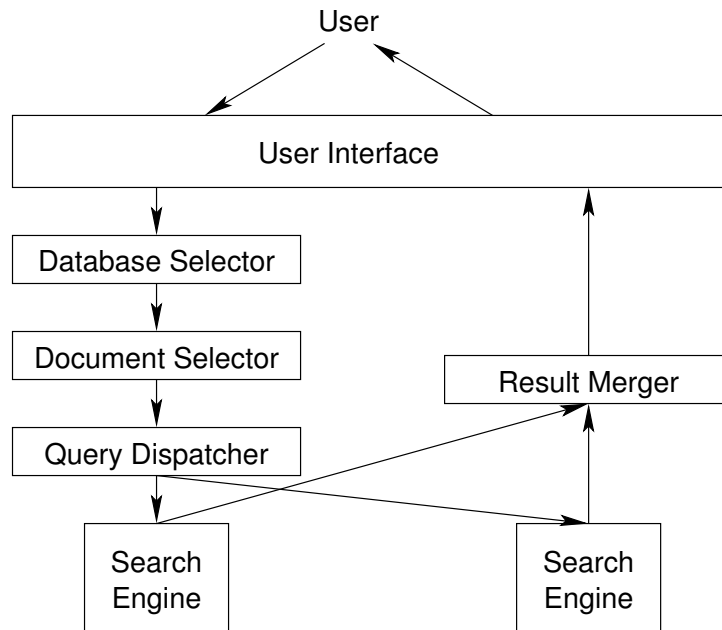 User
User Interface
Database Selector
Document Selector
Result Merger
Query Dispatcher
Search
Engine
Search
Engine